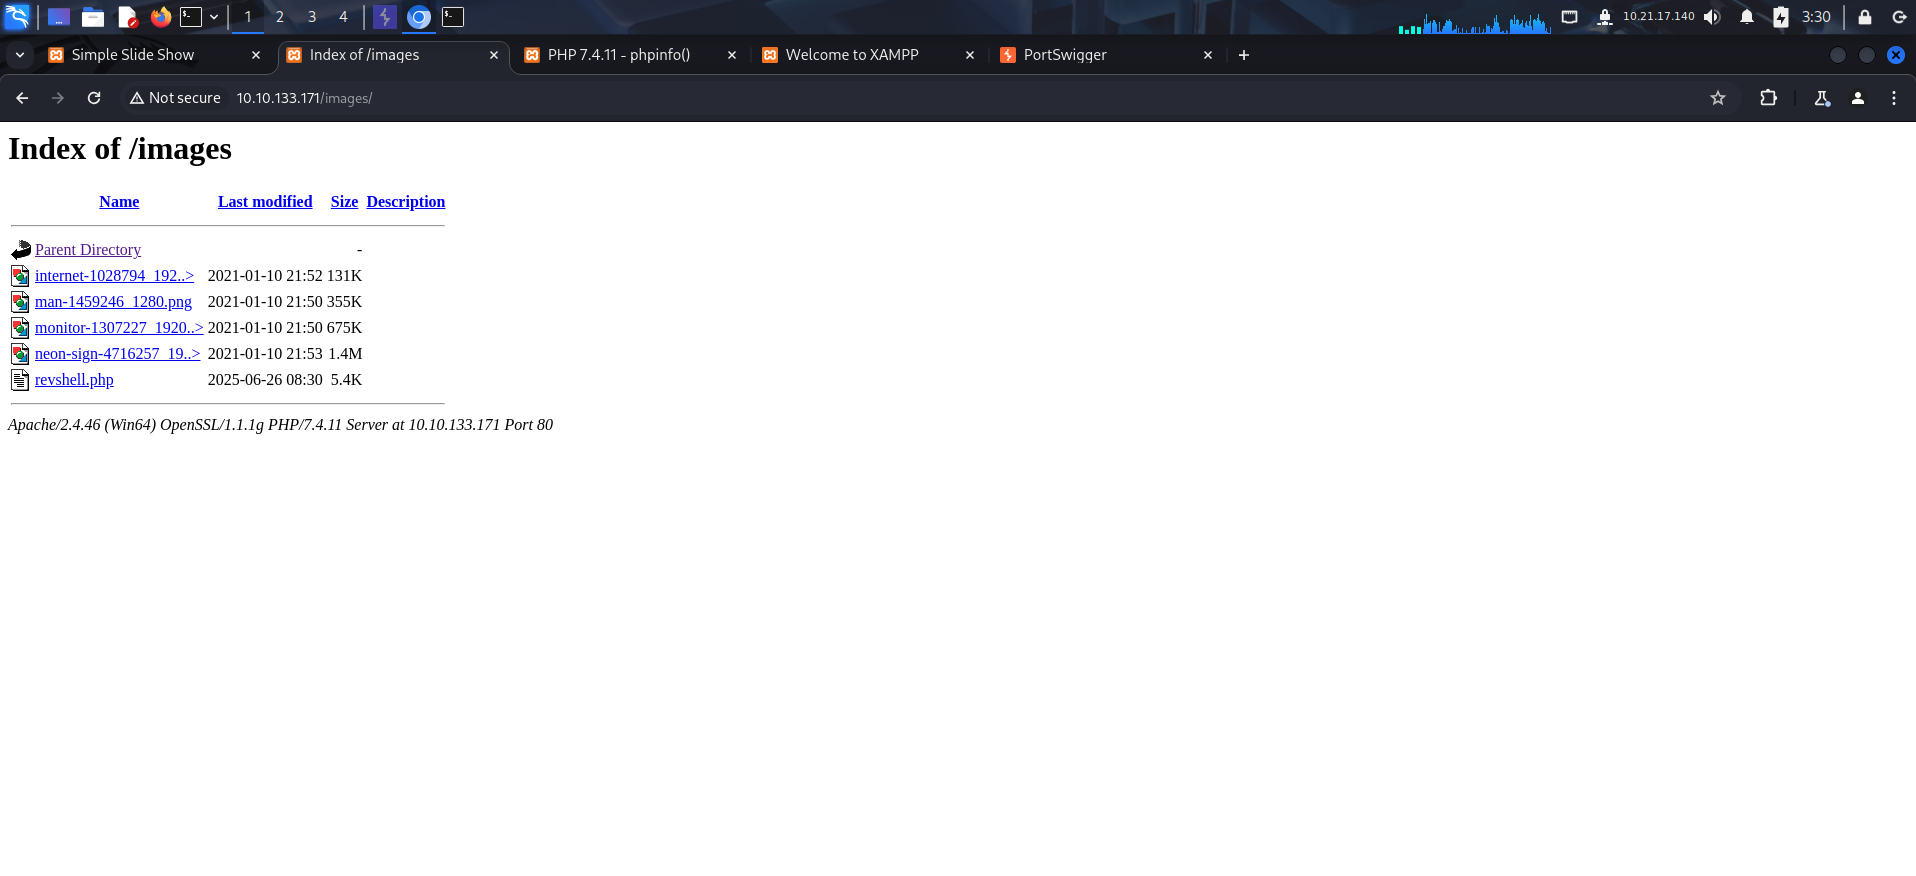 1 2 3 4 10.21.17.140 3:30
Simple Slide Show Index of /images PHP 7.4.11 - phpinfo() Welcome to XAMPP PortSwigger
Not secure 10.10.133.171/images/
Index of /images
Name Last modified Size Description
Parent Directory -
internet-1028794_192..> 2021-01-10 21:52 131K
man-1459246_1280.png 2021-01-10 21:50 355K
monitor-1307227_1920..> 2021-01-10 21:50 675K
neon-sign-4716257_19..> 2021-01-10 21:53 1.4M
revshell.php 2025-06-26 08:30 5.4K
Apache/2.4.46 (Win64) OpenSSL/1.1.1g PHP/7.4.11 Server at 10.10.133.171 Port 80